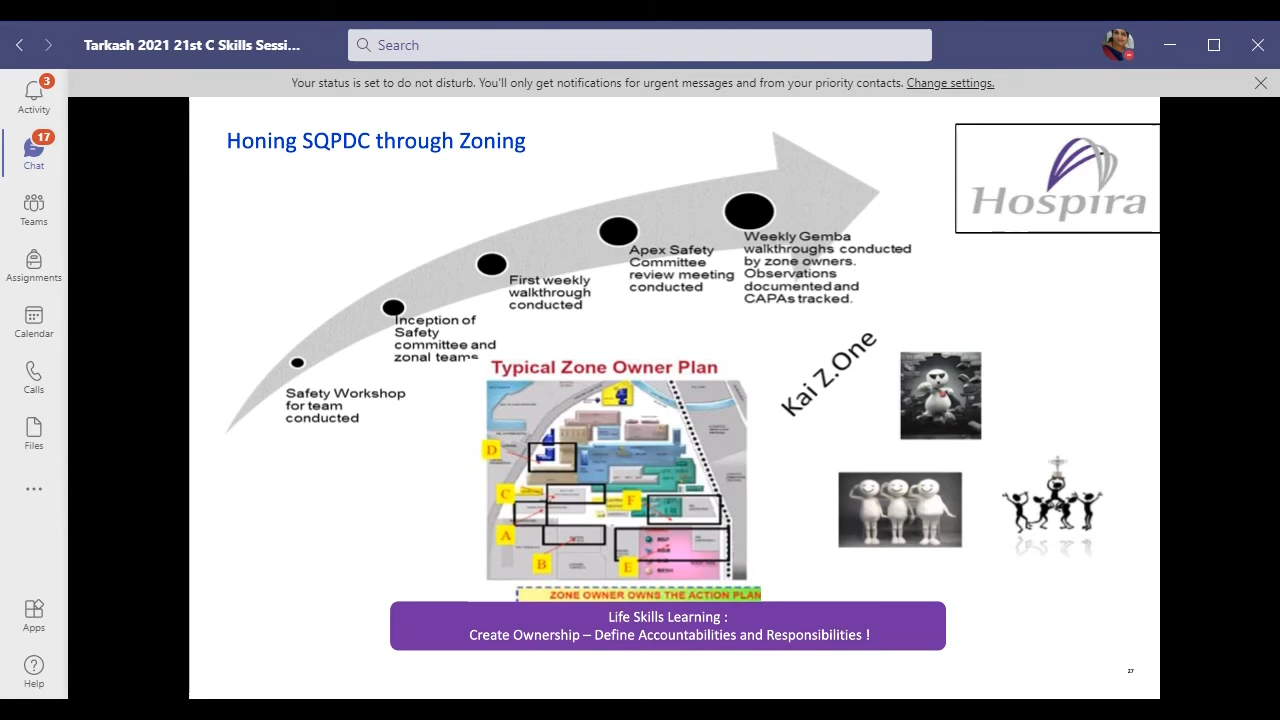 Tarkash 2021 21st C Skills Sessi...
Search
Your status is set to do not disturb. You'll only get notifications for urgent messages and from your priority contacts. Change settings.
3
Activity
17
Chat
Teams
Assignments
Calendar
Calls
Files
Apps
Help
Honing SQPDC through Zoning
Hospira
Safety Workshop
for team
conducted
Inception of
Safety
committee and
zonal teams
First weekly
walkthrough
conducted
Apex Safety
Committee
review meeting
conducted
Weekly Gemba
walkthroughs conducted
by zone owners.
Observations
documented and
CAPAs tracked.
Typical Zone Owner Plan
D
C
F
A
B
E
Kai Z.One
ZONE OWNER OWNS THE ACTION PLAN
Life Skills Learning :
Create Ownership – Define Accountabilities and Responsibilities !
27